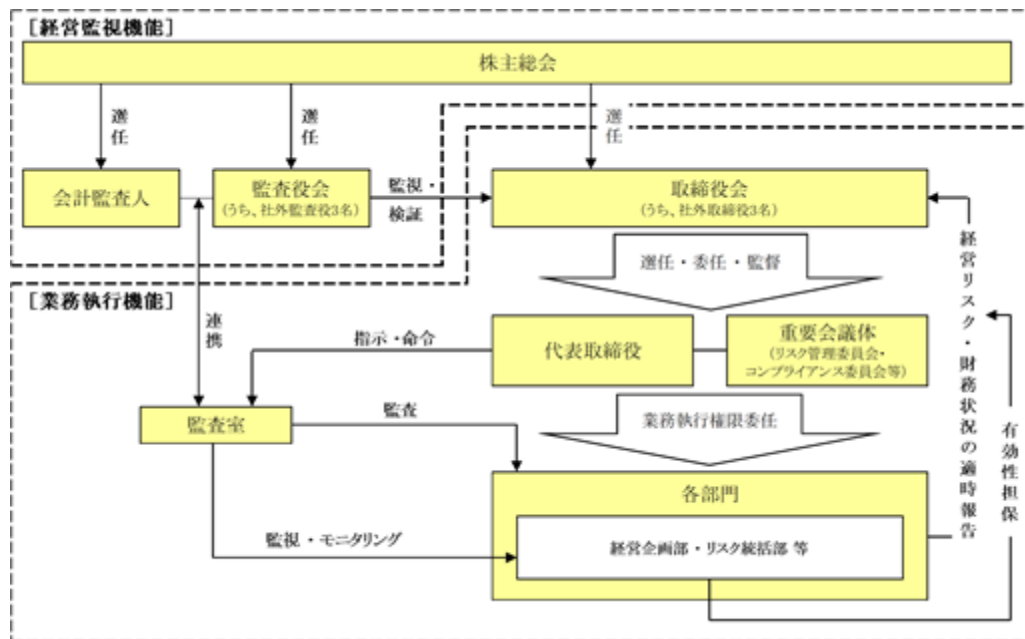 ［経営監視機能］
株主総会
選任
選任
選任
会計監査人
監査役会
(うち、社外監査役3名)
監視・
検証
取締役会
(うち、社外取締役3名)
選任・委任・監督
［業務執行機能］
連携
指示・命令
代表取締役
重要会議体
(リスク管理委員会・
コンプライアンス委員会等)
監査室
監査
業務執行権限委任
各部門
経営企画部・リスク統括部 等
監視・モニタリング
経営リスク・財務状況の適時報告
有効性担保